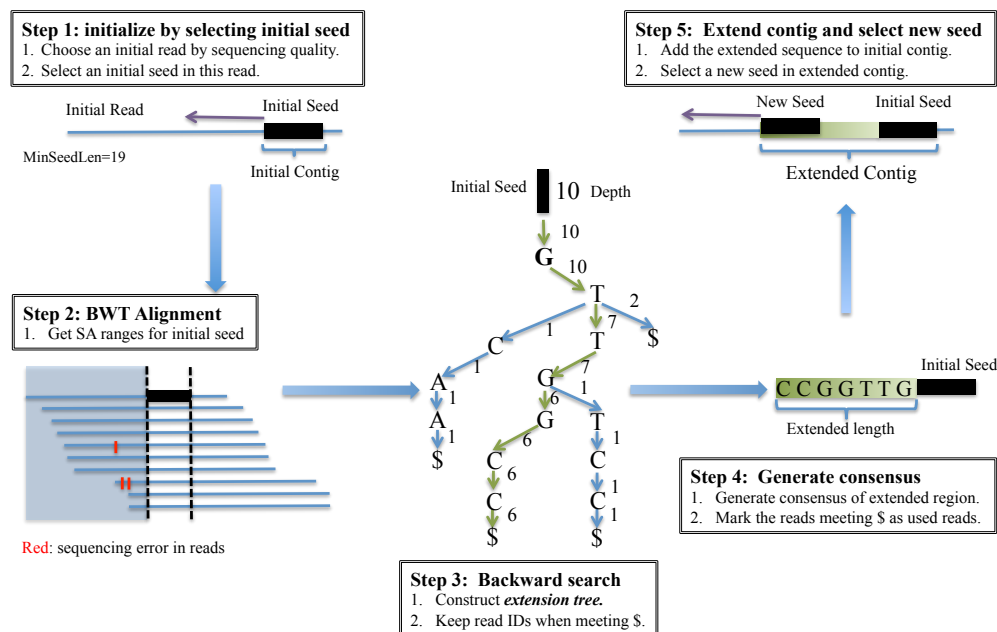 Step 1: initialize by selecting initial seed
1. Choose an initial read by sequencing quality.
2. Select an initial seed in this read.
Initial Read
Initial Seed
MinSeedLen=19
Initial Contig
Step 2: BWT Alignment
1. Get SA ranges for initial seed
Red: sequencing error in reads
Initial Seed
10 Depth
10
G
10
T
1 7 2
C T $
1 7
A G
1 6 1
A G T
1 6 1
$ C C
6 1
C C
6 1
$ $
Step 3: Backward search
1. Construct extension tree.
2. Keep read IDs when meeting $.
Initial Seed
C C G G T T G
Extended length
Step 4: Generate consensus
1. Generate consensus of extended region.
2. Mark the reads meeting $ as used reads.
Step 5: Extend contig and select new seed
1. Add the extended sequence to initial contig.
2. Select a new seed in extended contig.
New Seed
Initial Seed
Extended Contig